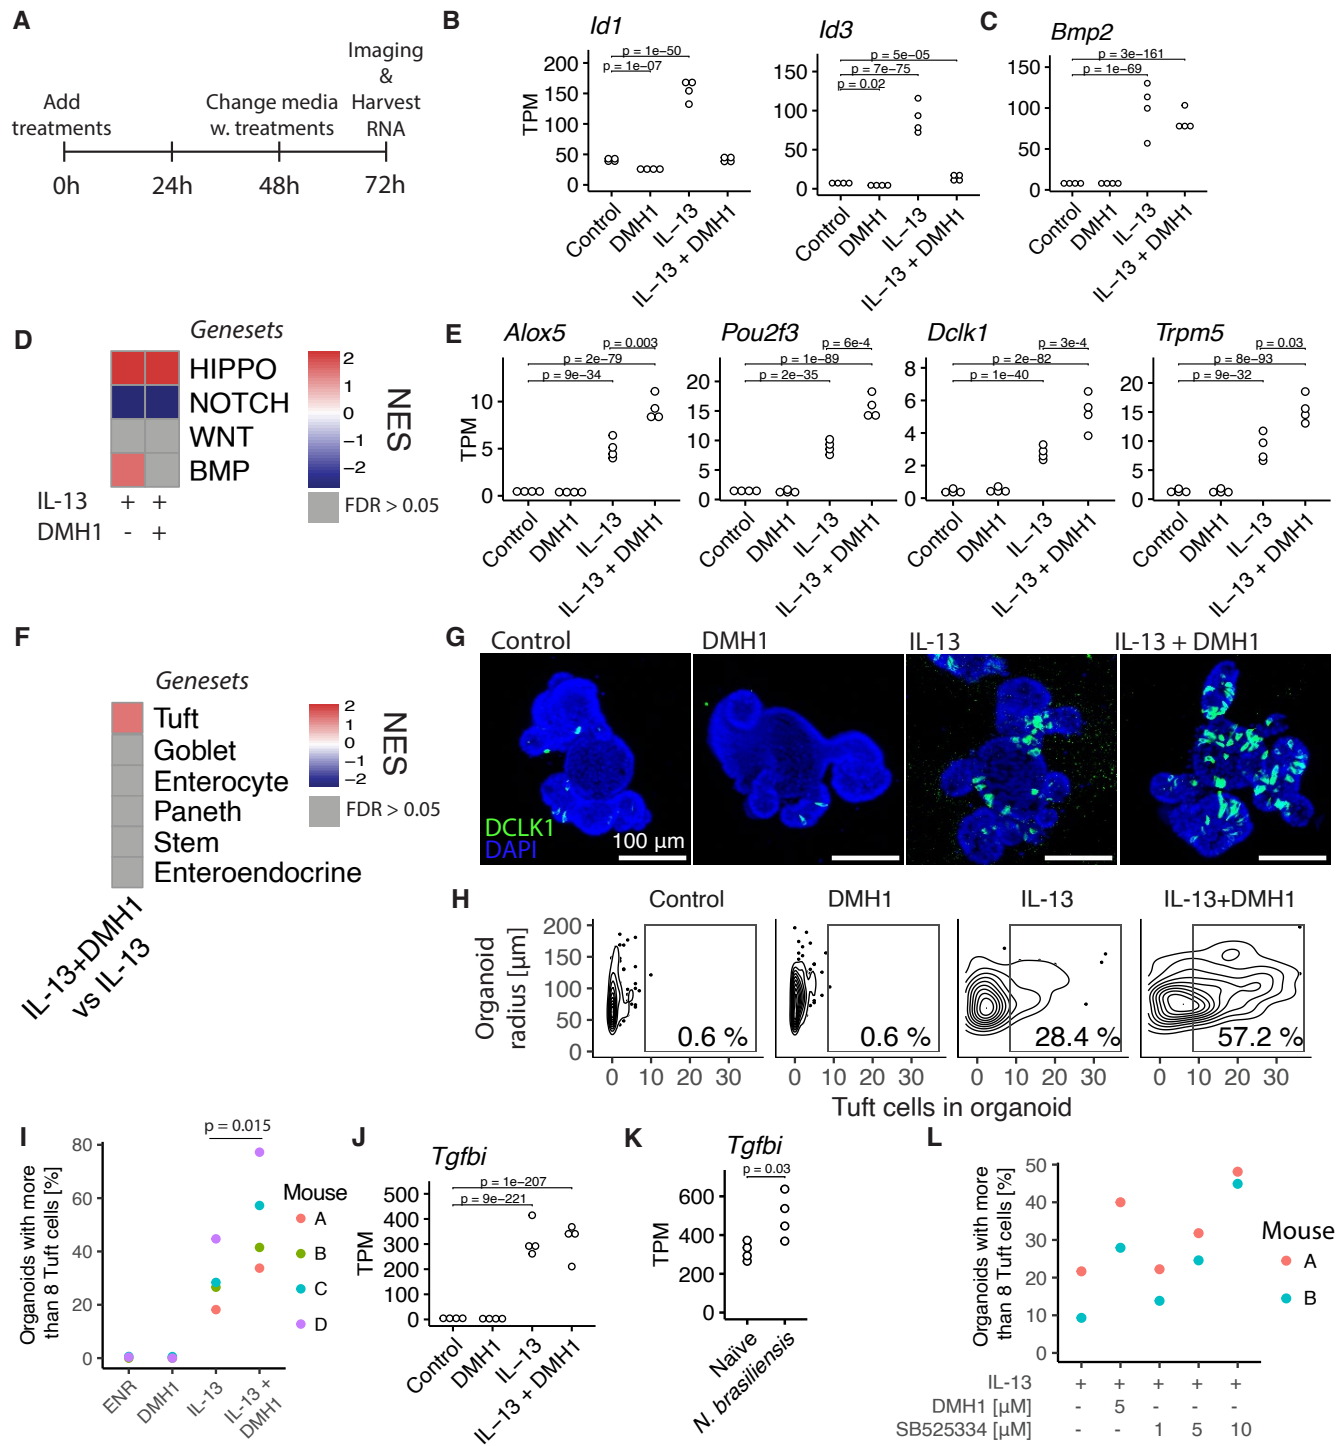 A
Add
treatments
Change media
w. treatments
Imaging
&
Harvest
RNA
0h
24h
48h
72h
B
Id1
p = 1e−50
p = 1e−07
TPM
200
150
100
50
0
Control
DMH1
IL−13
IL−13 + DMH1
Id3
p = 5e−05
p = 7e−75
p = 0.02
150
100
50
0
Control
DMH1
IL−13
IL−13 + DMH1
C
Bmp2
p = 3e−161
p = 1e−69
150
100
50
0
Control
DMH1
IL−13
IL−13 + DMH1
D
Genesets
HIPPO
NOTCH
WNT
BMP
IL-13 + +
DMH1 - +
2
1
0
−1
−2
NES
FDR > 0.05
E
Alox5
p = 0.003
p = 2e−79
p = 9e−34
TPM
10
5
0
Control
DMH1
IL−13
IL−13 + DMH1
Pou2f3
p = 6e-4
p = 1e−89
p = 2e−35
20
15
10
5
0
Control
DMH1
IL−13
IL−13 + DMH1
Dclk1
p = 3e-4
p = 2e−82
p = 1e−40
8
6
4
2
0
Control
DMH1
IL−13
IL−13 + DMH1
Trpm5
p = 0.03
p = 8e−93
p = 9e−32
20
15
10
5
0
Control
DMH1
IL−13
IL−13 + DMH1
F
Genesets
Tuft
Goblet
Enterocyte
Paneth
Stem
Enteroendocrine
IL-13+DMH1
vs IL-13
2
1
0
−1
−2
NES
FDR > 0.05
G
Control
DMH1
IL-13
IL-13 + DMH1
DCLK1
DAPI
100 µm
H
Control
DMH1
IL-13
IL-13+DMH1
Organoid
radius [µm]
200
150
100
50
0
0.6 %
0.6 %
28.4 %
57.2 %
0 10 20 30
0 10 20 30
0 10 20 30
0 10 20 30
Tuft cells in organoid
I
p = 0.015
Organoids with more
than 8 Tuft cells [%]
80
60
40
20
0
ENR
DMH1
IL-13
IL-13 +
DMH1
Mouse
A
B
C
D
J
Tgfbi
p = 1e−207
p = 9e−221
TPM
500
400
300
200
100
0
Control
DMH1
IL−13
IL−13 + DMH1
K
Tgfbi
p = 0.03
TPM
600
400
200
0
Naïve
N. brasiliensis
L
Organoids with more
than 8 Tuft cells [%]
50
40
30
20
10
0
Mouse
A
B
IL-13 + + + + +
DMH1 [µM] - 5 - - -
SB525334 [µM] - - 1 5 10